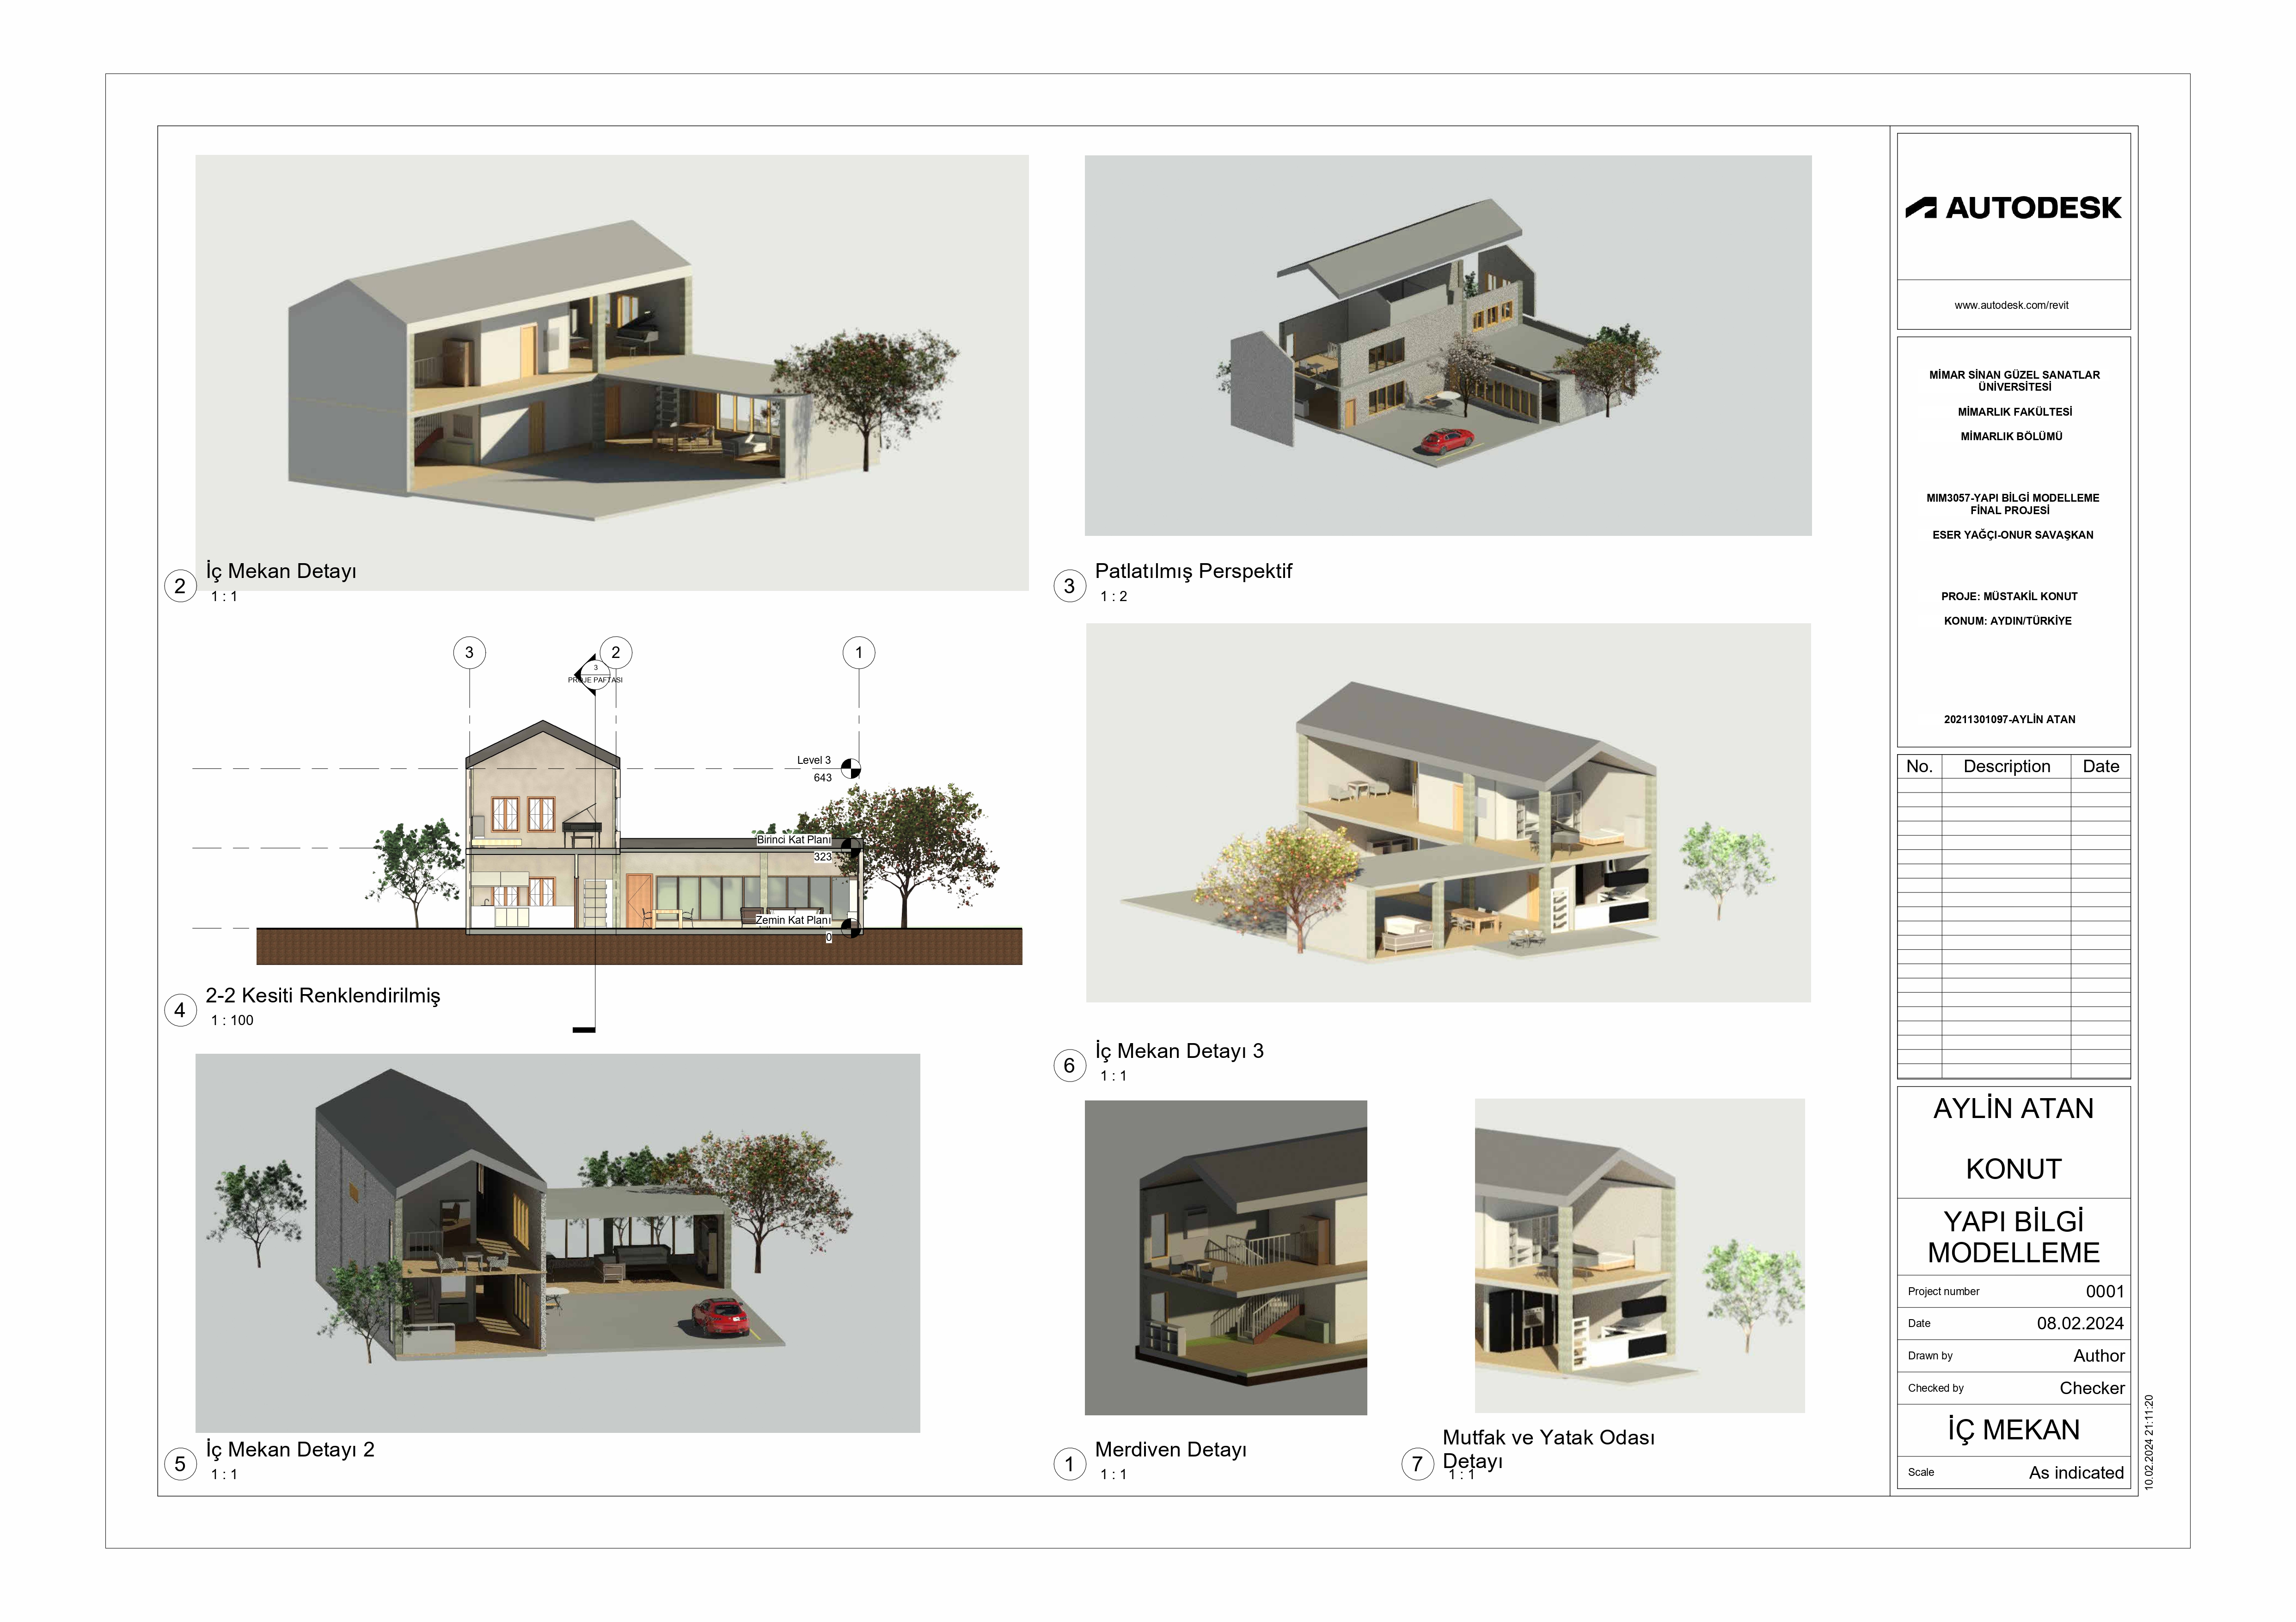 2
İç Mekan Detayı
1 : 1
3
Patlatılmış Perspektif
1 : 2
3
2
1
3
PROJE PAFTASI
Level 3
643
Birinci Kat Planı
323
Zemin Kat Planı
0
4
2-2 Kesiti Renklendirilmiş
1 : 100
6
İç Mekan Detayı 3
1 : 1
5
İç Mekan Detayı 2
1 : 1
1
Merdiven Detayı
1 : 1
7
Mutfak ve Yatak Odası
Detayı
1 : 1
AUTODESK
www.autodesk.com/revit
MİMAR SİNAN GÜZEL SANATLAR
ÜNİVERSİTESİ
MİMARLIK FAKÜLTESİ
MİMARLIK BÖLÜMÜ
MIM3057-YAPI BİLGİ MODELLEME
FİNAL PROJESİ
ESER YAĞÇI-ONUR SAVAŞKAN
PROJE: MÜSTAKİL KONUT
KONUM: AYDIN/TÜRKİYE
20211301097-AYLİN ATAN
No. Description Date
AYLİN ATAN
KONUT
YAPI BİLGİ
MODELLEME
Project number 0001
Date 08.02.2024
Drawn by Author
Checked by Checker
İÇ MEKAN
Scale As indicated
10.02.2024 21:11:20